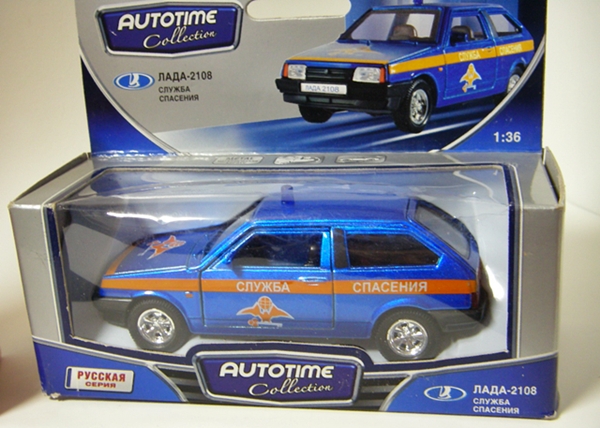 AUTOTIME
Collection
ЛАДА-2108
СЛУЖБА
СПАСЕНИЯ
СЛУЖБА СПАСЕНИЯ
ЛАДА 2108
1:36
СЛУЖБА СПАСЕНИЯ
РУССКАЯ
СЕРИЯ
AUTOTIME
Collection
ЛАДА-2108
СЛУЖБА
СПАСЕНИЯ